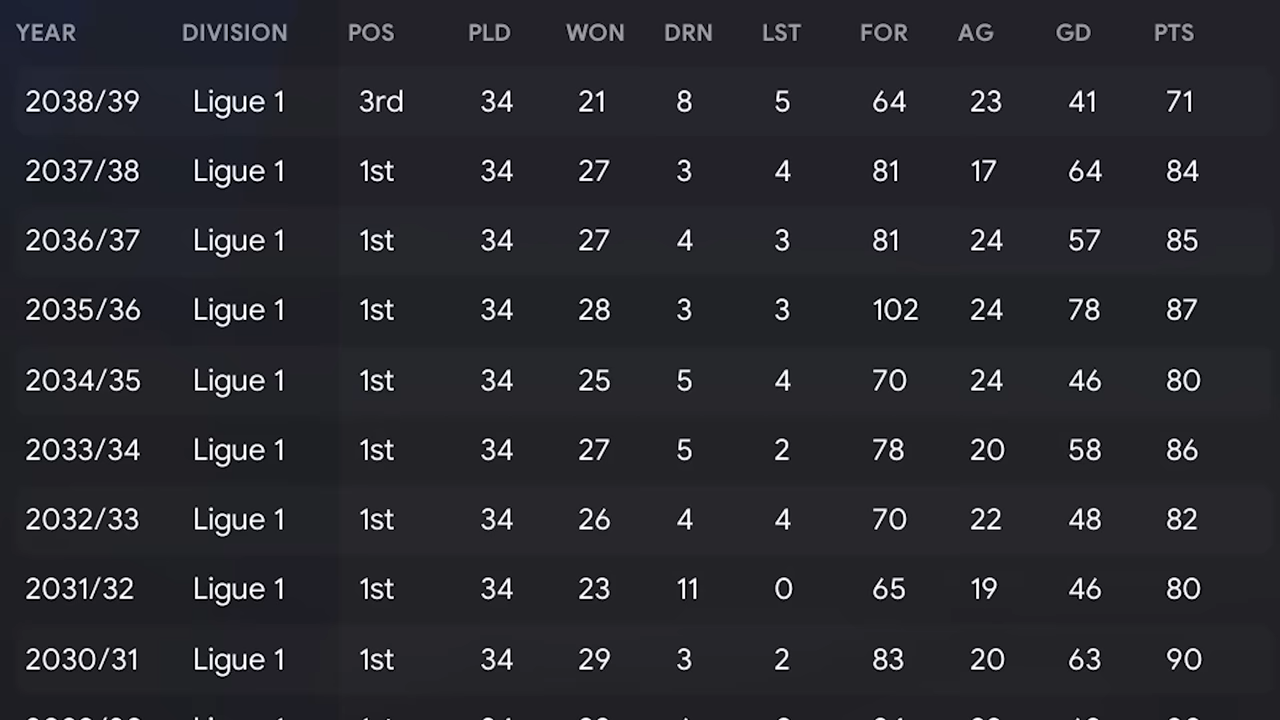 YEAR DIVISION POS PLD WON DRN LST FOR AG GD PTS
2038/39 Ligue 1 3rd 34 21 8 5 64 23 41 71
2037/38 Ligue 1 1st 34 27 3 4 81 17 64 84
2036/37 Ligue 1 1st 34 27 4 3 81 24 57 85
2035/36 Ligue 1 1st 34 28 3 3 102 24 78 87
2034/35 Ligue 1 1st 34 25 5 4 70 24 46 80
2033/34 Ligue 1 1st 34 27 5 2 78 20 58 86
2032/33 Ligue 1 1st 34 26 4 4 70 22 48 82
2031/32 Ligue 1 1st 34 23 11 0 65 19 46 80
2030/31 Ligue 1 1st 34 29 3 2 83 20 63 90